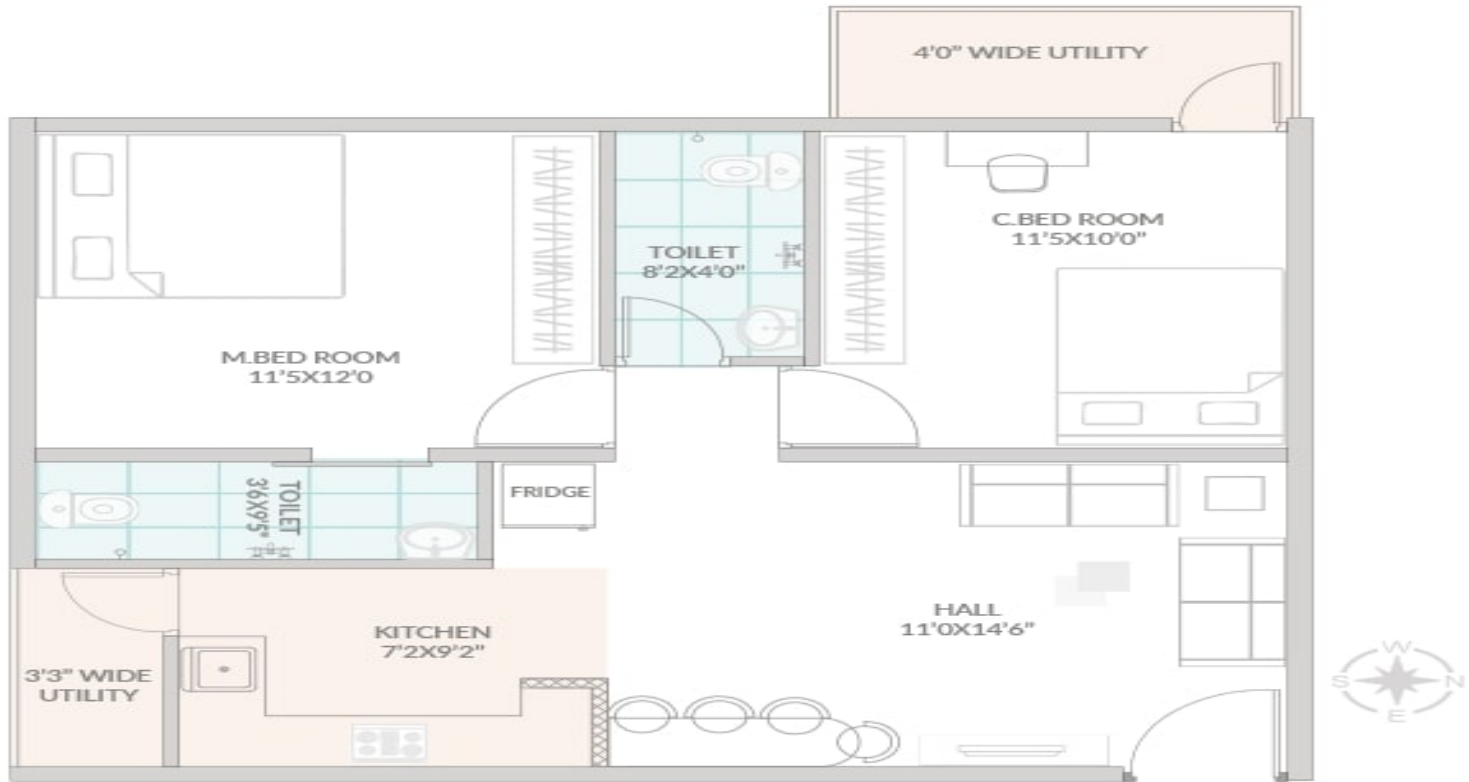 4'0" WIDE UTILITY
C.BED ROOM
11'5X10'0"
TOILET
8'2X4'0"
M.BED ROOM
11'5X12'0
TOILET
3'6X9'5"
FRIDGE
HALL
11'0X14'6"
KITCHEN
7'2X9'2"
3'3" WIDE
UTILITY
W
S N
E